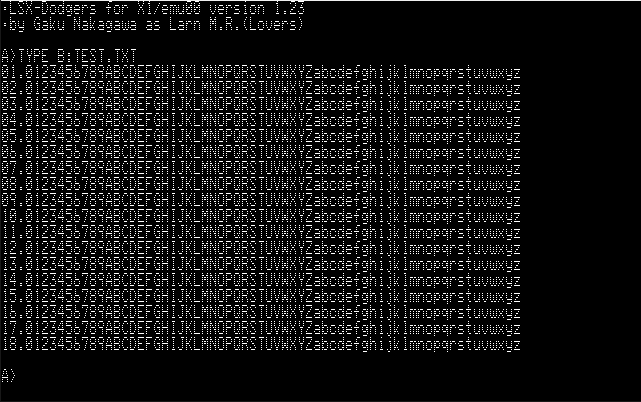 ·LSX-Dodgers for X1/emu00 version 1.23
·by Gaku Nakagawa as Larn M.R.(Lovers)
A)TYPE B:TEST.TXT
01.0123456789ABCDEFGHIJKLMNOPQRSTUVWXYZabcdefghijklmnopqrstuvwxyz
02.0123456789ABCDEFGHIJKLMNOPQRSTUVWXYZabcdefghijklmnopqrstuvwxyz
03.0123456789ABCDEFGHIJKLMNOPQRSTUVWXYZabcdefghijklmnopqrstuvwxyz
04.0123456789ABCDEFGHIJKLMNOPQRSTUVWXYZabcdefghijklmnopqrstuvwxyz
05.0123456789ABCDEFGHIJKLMNOPQRSTUVWXYZabcdefghijklmnopqrstuvwxyz
06.0123456789ABCDEFGHIJKLMNOPQRSTUVWXYZabcdefghijklmnopqrstuvwxyz
07.0123456789ABCDEFGHIJKLMNOPQRSTUVWXYZabcdefghijklmnopqrstuvwxyz
08.0123456789ABCDEFGHIJKLMNOPQRSTUVWXYZabcdefghijklmnopqrstuvwxyz
09.0123456789ABCDEFGHIJKLMNOPQRSTUVWXYZabcdefghijklmnopqrstuvwxyz
10.0123456789ABCDEFGHIJKLMNOPQRSTUVWXYZabcdefghijklmnopqrstuvwxyz
11.0123456789ABCDEFGHIJKLMNOPQRSTUVWXYZabcdefghijklmnopqrstuvwxyz
12.0123456789ABCDEFGHIJKLMNOPQRSTUVWXYZabcdefghijklmnopqrstuvwxyz
13.0123456789ABCDEFGHIJKLMNOPQRSTUVWXYZabcdefghijklmnopqrstuvwxyz
14.0123456789ABCDEFGHIJKLMNOPQRSTUVWXYZabcdefghijklmnopqrstuvwxyz
15.0123456789ABCDEFGHIJKLMNOPQRSTUVWXYZabcdefghijklmnopqrstuvwxyz
16.0123456789ABCDEFGHIJKLMNOPQRSTUVWXYZabcdefghijklmnopqrstuvwxyz
17.0123456789ABCDEFGHIJKLMNOPQRSTUVWXYZabcdefghijklmnopqrstuvwxyz
18.0123456789ABCDEFGHIJKLMNOPQRSTUVWXYZabcdefghijklmnopqrstuvwxyz
A)